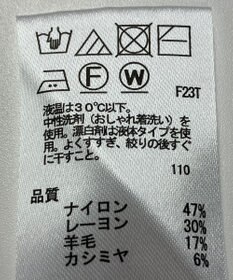 F
W
F23T
液温は30℃以下。
中性洗剤(おしゃれ着洗い)を
使用。漂白剤は液体タイプを使
用。よくすすぎ、絞りの後すぐ
に干すこと。
110
品質
ナイロン 47%
レーヨン 30%
羊毛 17%
カシミヤ 6%